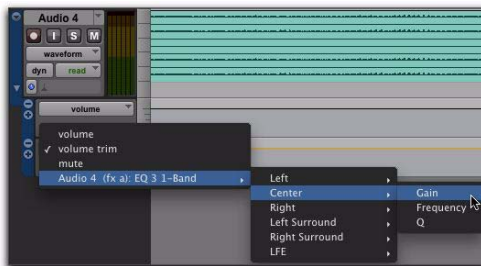 Audio 4
I S M
waveform
dyn read
volume
volume
✓ volume trim
mute
Audio 4 (fx a): EQ 3 1-Band
Left
Center
Right
Left Surround
Right Surround
LFE
Gain
Frequency
Q